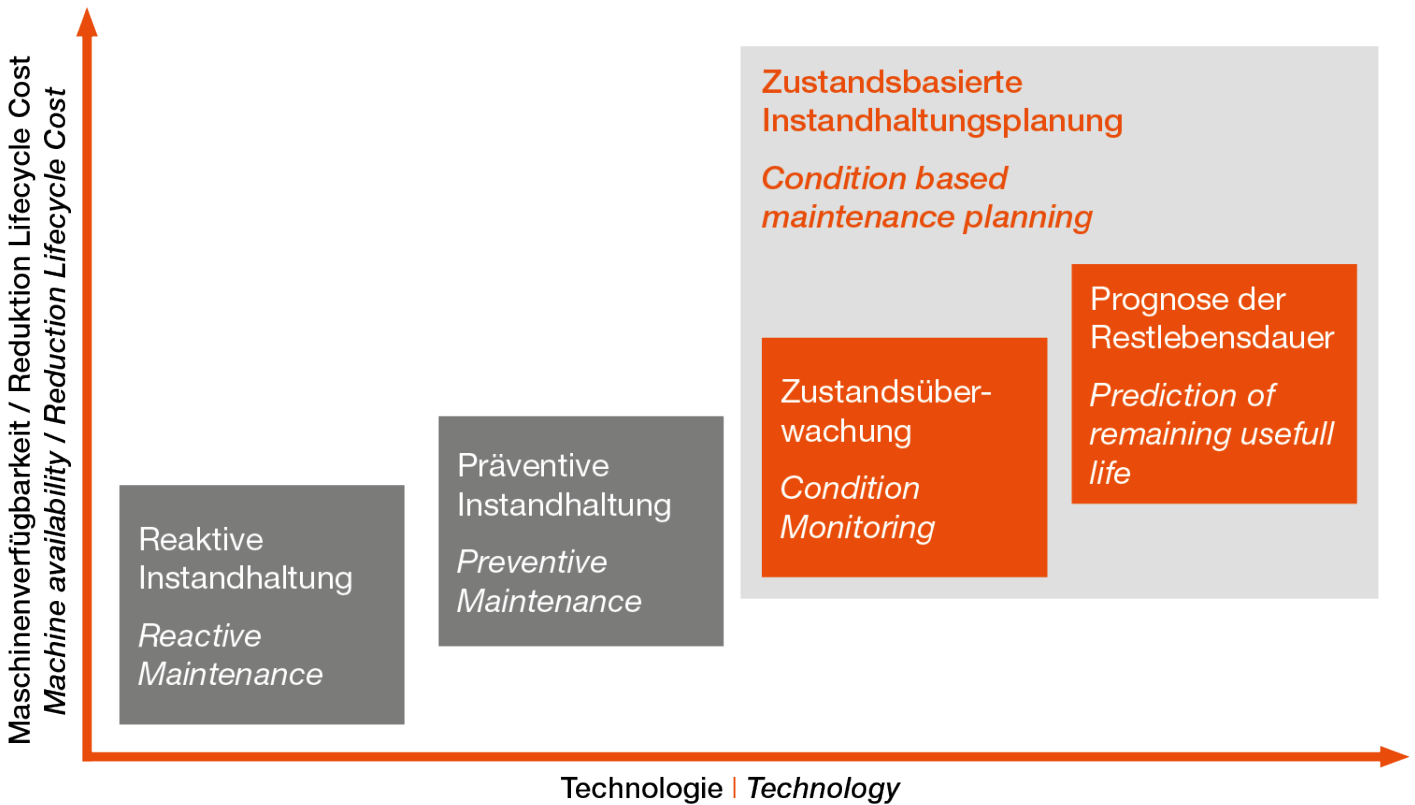 Maschinenverfügbarkeit / Reduktion Lifecycle Cost
Machine availability / Reduction Lifecycle Cost
Zustandsbasierte
Instandhaltungsplanung
Condition based
maintenance planning
Reaktive
Instandhaltung
Reactive
Maintenance
Präventive
Instandhaltung
Preventive
Maintenance
Zustandsüber-
wachung
Condition
Monitoring
Prognose der
Restlebensdauer
Prediction of
remaining usefull
life
Technologie | Technology